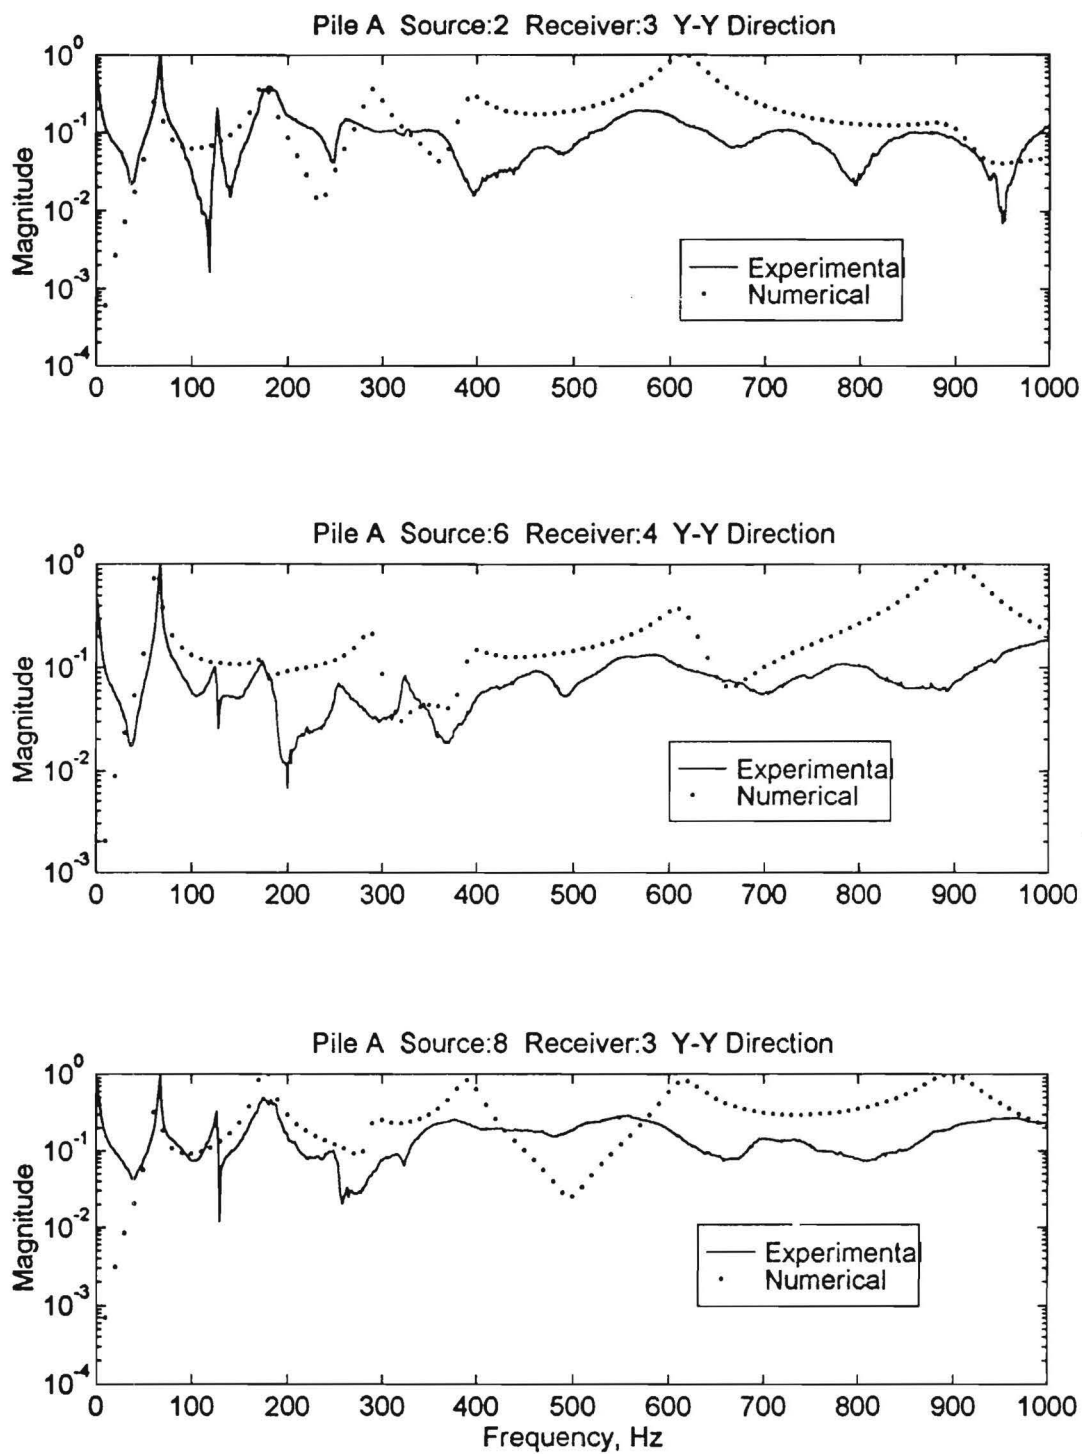 Pile A Source:2 Receiver:3 Y-Y Direction
10^0
10^-1
10^-2
10^-3
10^-4
Magnitude
Experimental
Numerical
0 100 200 300 400 500 600 700 800 900 1000
Pile A Source:6 Receiver:4 Y-Y Direction
10^0
10^-1
10^-2
10^-3
Magnitude
Experimental
Numerical
0 100 200 300 400 500 600 700 800 900 1000
Pile A Source:8 Receiver:3 Y-Y Direction
10^0
10^-1
10^-2
10^-3
10^-4
Magnitude
Experimental
Numerical
0 100 200 300 400 500 600 700 800 900 1000
Frequency, Hz